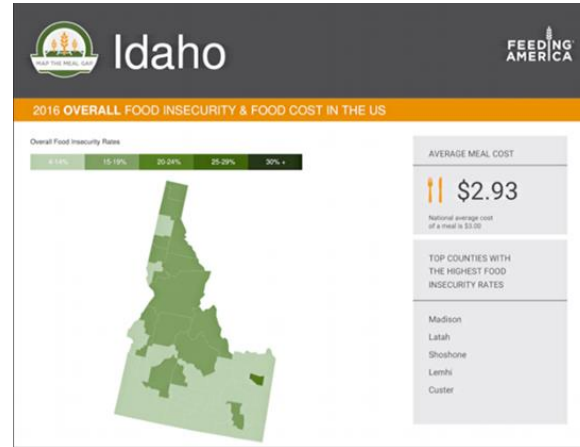 MAP THE MEAL GAP
Idaho
FEEDING
AMERICA
2016 OVERALL FOOD INSECURITY & FOOD COST IN THE US
Overall Food Insecurity Rates
4-14% 15-19% 20-24% 25-29% 30% +
AVERAGE MEAL COST
$2.93
National average cost
of a meal is $3.00
TOP COUNTIES WITH
THE HIGHEST FOOD
INSECURITY RATES
Madison
Latah
Shoshone
Lemhi
Custer